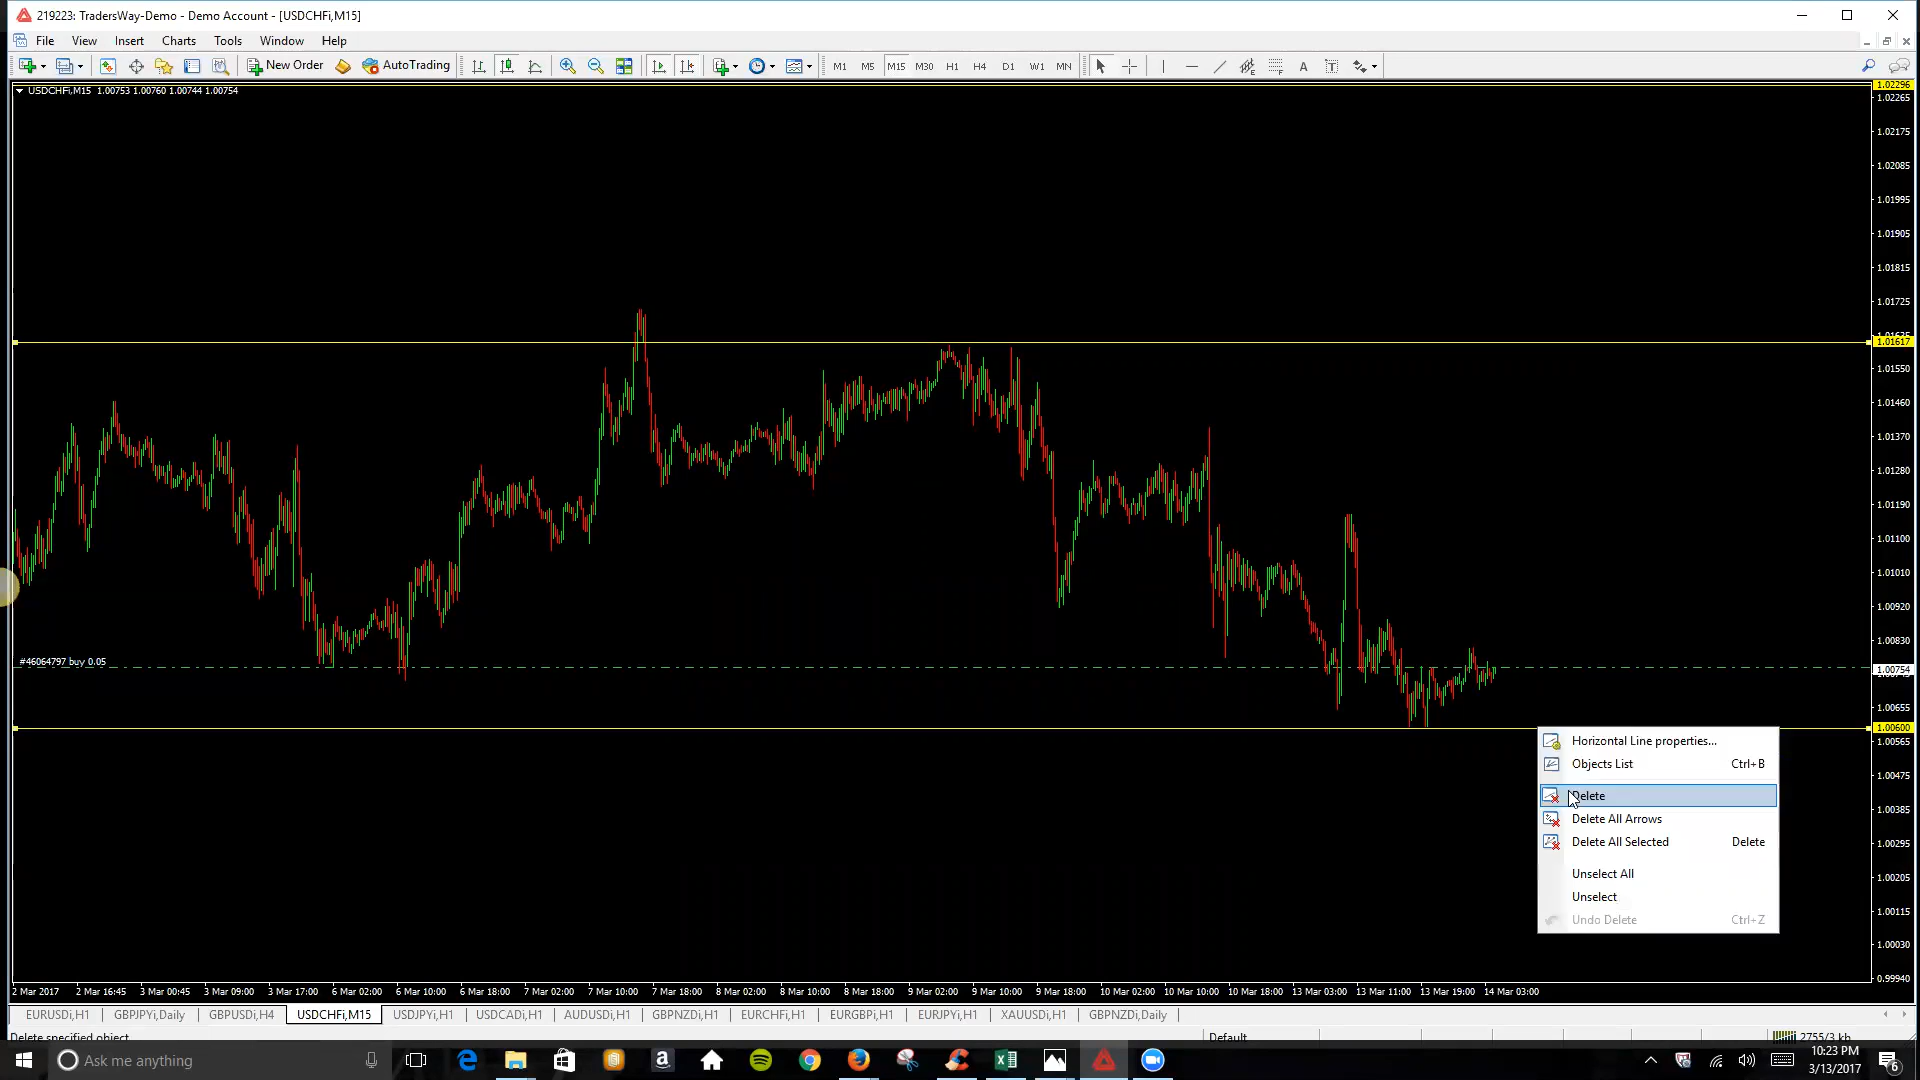 219223: TradersWay-Demo - Demo Account - [USDCHFi,M15]
File View Insert Charts Tools Window Help
New Order AutoTrading M1 M5 M15 M30 H1 H4 D1 W1 MN A T
USDCHFi,M15 1.00753 1.00760 1.00744 1.00754
1.02296
1.02265
1.02175
1.02085
1.01995
1.01905
1.01815
1.01725
1.01617
1.01550
1.01460
1.01370
1.01280
1.01190
1.01100
1.01010
1.00920
1.00830
#46064797 buy 0.05
1.00754
1.00655
1.00600
1.00565
1.00475
1.00385
1.00295
1.00205
1.00115
1.00030
0.99940
Horizontal Line properties...
Objects List Ctrl+B
Delete
Delete All Arrows
Delete All Selected Delete
Unselect All
Unselect
Undo Delete Ctrl+Z
2 Mar 2017 2 Mar 16:45 3 Mar 00:45 3 Mar 09:00 3 Mar 17:00 6 Mar 02:00 6 Mar 10:00 6 Mar 18:00 7 Mar 02:00 7 Mar 10:00 7 Mar 18:00 8 Mar 02:00 8 Mar 10:00 8 Mar 18:00 9 Mar 02:00 9 Mar 10:00 9 Mar 18:00 10 Mar 02:00 10 Mar 10:00 10 Mar 18:00 13 Mar 03:00 13 Mar 11:00 13 Mar 19:00 14 Mar 03:00
EURUSDi,H1 GBPJPYi,Daily GBPUSDi,H4 USDCHFi,M15 USDJPYi,H1 USDCADi,H1 AUDUSDi,H1 GBPNZDi,H1 EURCHFi,H1 EURGBPi,H1 EURJPYi,H1 XAUUSDi,H1 GBPNZDi,Daily
Delete specified object Default 2755/3 kb
Ask me anything
10:23 PM
3/13/2017
6